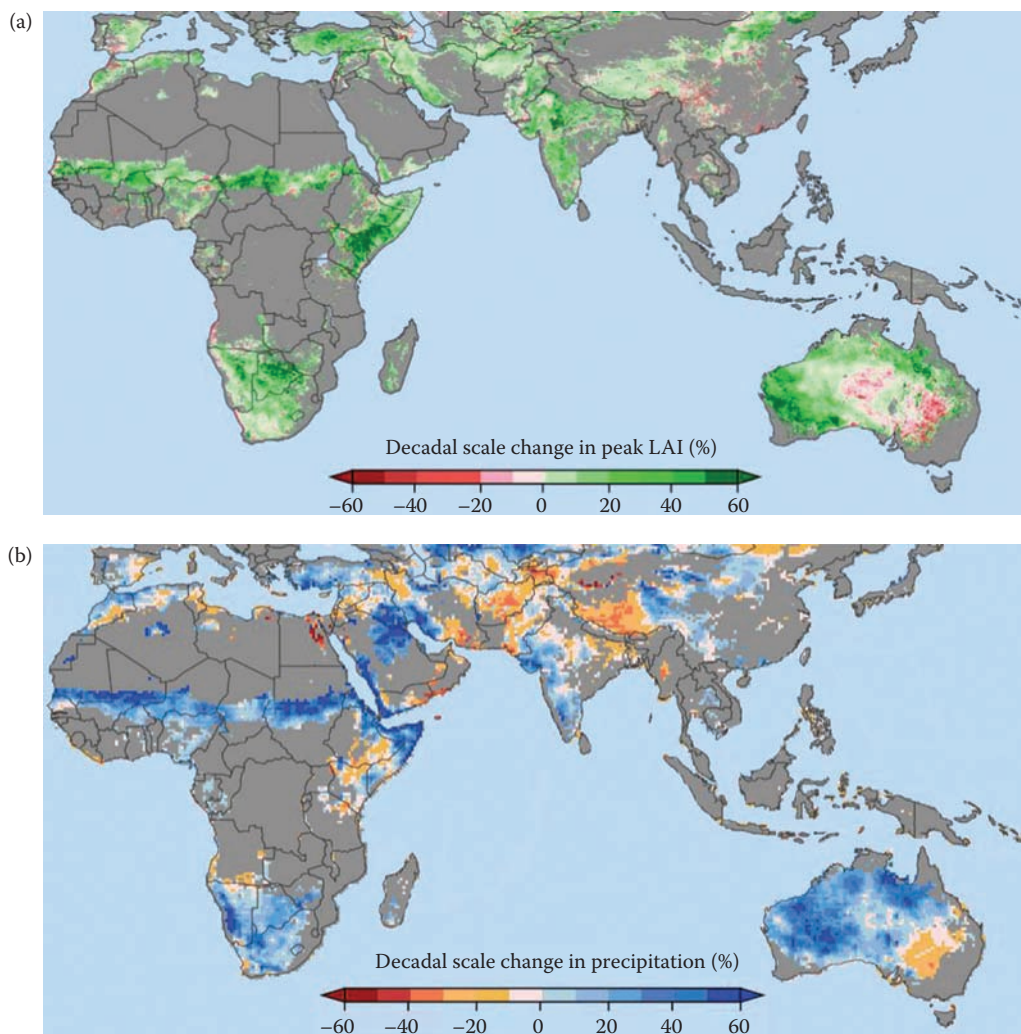 (a)
Decadal scale change in peak LAI (%)
−60 −40 −20 0 20 60
(b)
Decadal scale change in precipitation (%)
−60 −40 −20 0 20 40 60